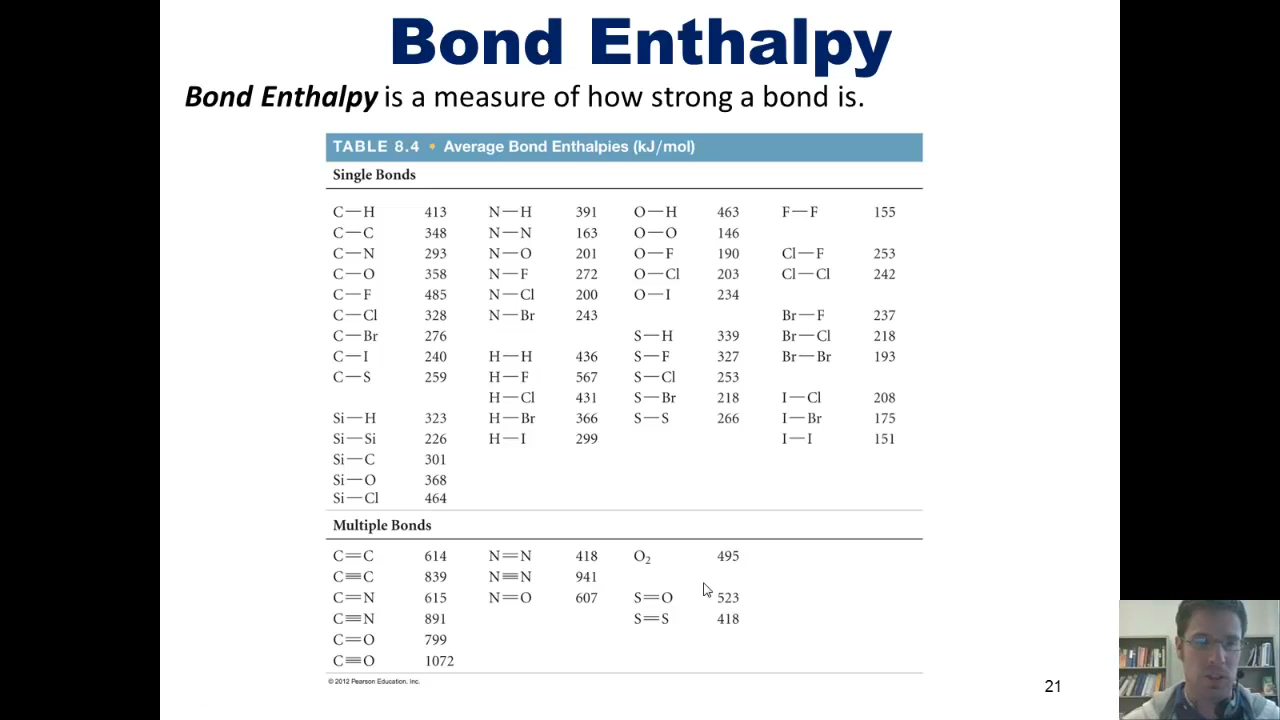 Bond Enthalpy
Bond Enthalpy is a measure of how strong a bond is.
TABLE 8.4 • Average Bond Enthalpies (kJ/mol)
Single Bonds
C—H 413 N—H 391 O—H 463 F—F 155
C—C 348 N—N 163 O—O 146
C—N 293 N—O 201 O—F 190 Cl—F 253
C—O 358 N—F 272 O—Cl 203 Cl—Cl 242
C—F 485 N—Cl 200 O—I 234
C—Cl 328 N—Br 243 Br—F 237
C—Br 276 S—H 339 Br—Cl 218
C—I 240 H—H 436 S—F 327 Br—Br 193
C—S 259 H—F 567 S—Cl 253
H—Cl 431 S—Br 218 I—Cl 208
Si—H 323 H—Br 366 S—S 266 I—Br 175
Si—Si 226 H—I 299 I—I 151
Si—C 301
Si—O 368
Si—Cl 464
Multiple Bonds
C=C 614 N=N 418 O₂ 495
C≡C 839 N≡N 941
C=N 615 N=O 607 S=O 523
C≡N 891 S=S 418
C=O 799
C≡O 1072
© 2012 Pearson Education, Inc.
21